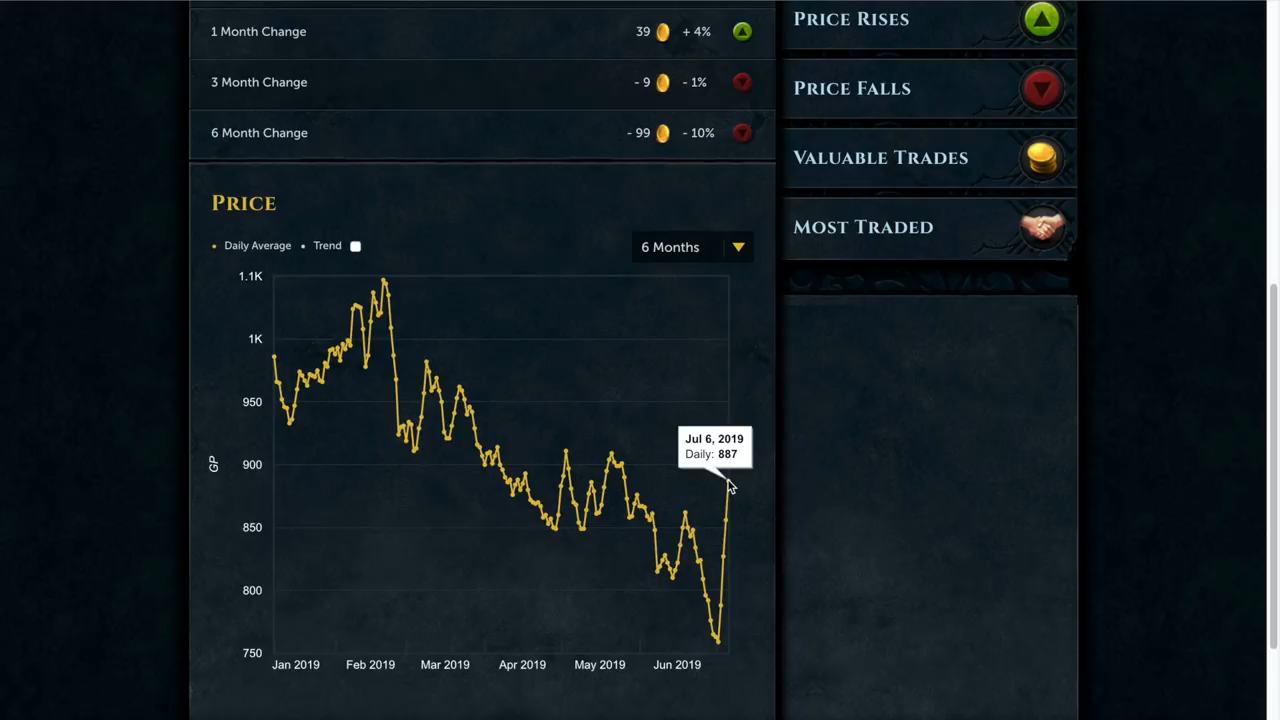 1 Month Change 39 + 4%
3 Month Change - 9 - 1%
6 Month Change - 99 - 10%
PRICE
Daily Average Trend
6 Months
1.1K
1K
950
900
850
800
750
GP
Jan 2019 Feb 2019 Mar 2019 Apr 2019 May 2019 Jun 2019
Jul 6, 2019
Daily: 887
PRICE RISES
PRICE FALLS
VALUABLE TRADES
MOST TRADED